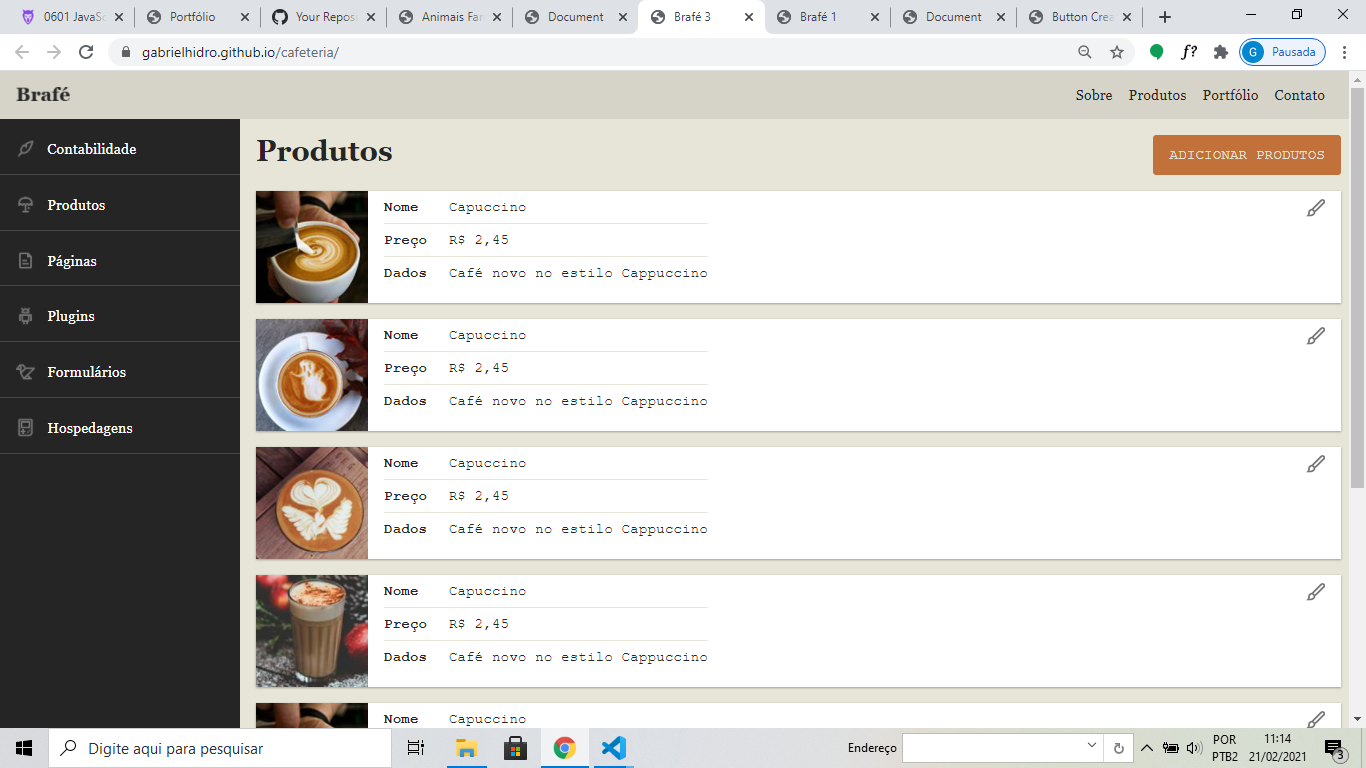 0601 JavaSc
Portfólio
Your Repos
Animais Fan
Document
Brafé 3
Brafé 1
Document
Button Crea
gabrielhidro.github.io/cafeteria/
f?
G Pausada
Brafé
Sobre Produtos Portfólio Contato
Contabilidade
Produtos
Páginas
Plugins
Formulários
Hospedagens
Produtos
ADICIONAR PRODUTOS
Nome Capuccino
Preço R$ 2,45
Dados Café novo no estilo Cappuccino
Nome Capuccino
Preço R$ 2,45
Dados Café novo no estilo Cappuccino
Nome Capuccino
Preço R$ 2,45
Dados Café novo no estilo Cappuccino
Nome Capuccino
Preço R$ 2,45
Dados Café novo no estilo Cappuccino
Nome Capuccino
Digite aqui para pesquisar
Endereço
POR
PTB2
11:14
21/02/2021
3